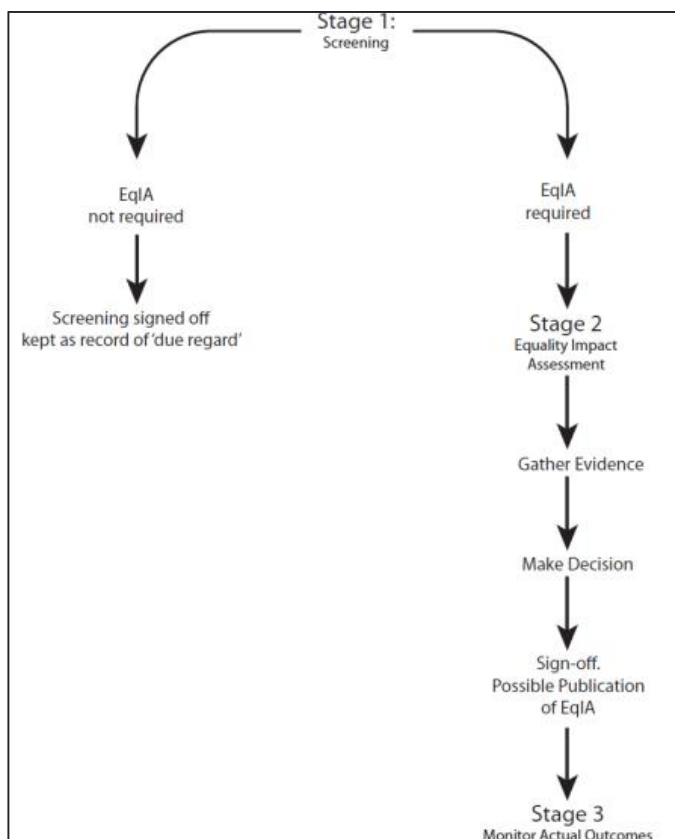 Stage 1:
Screening
EqIA
not required
Screening signed off
kept as record of ‘due regard’
EqIA
required
Stage 2
Equality Impact
Assessment
Gather Evidence
Make Decision
Sign-off.
Possible Publication
of EqIA
Stage 3
Monitor Actual Outcomes